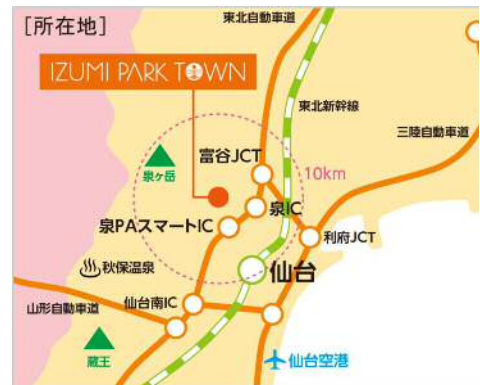 [所在地]
東北自動車道
IZUMI PARK TOWN
東北新幹線
三陸自動車道
富谷JCT
10km
泉ヶ岳
泉IC
泉PAスマートIC
利府JCT
秋保温泉
仙台
山形自動車道
仙台南IC
蔵王
仙台空港